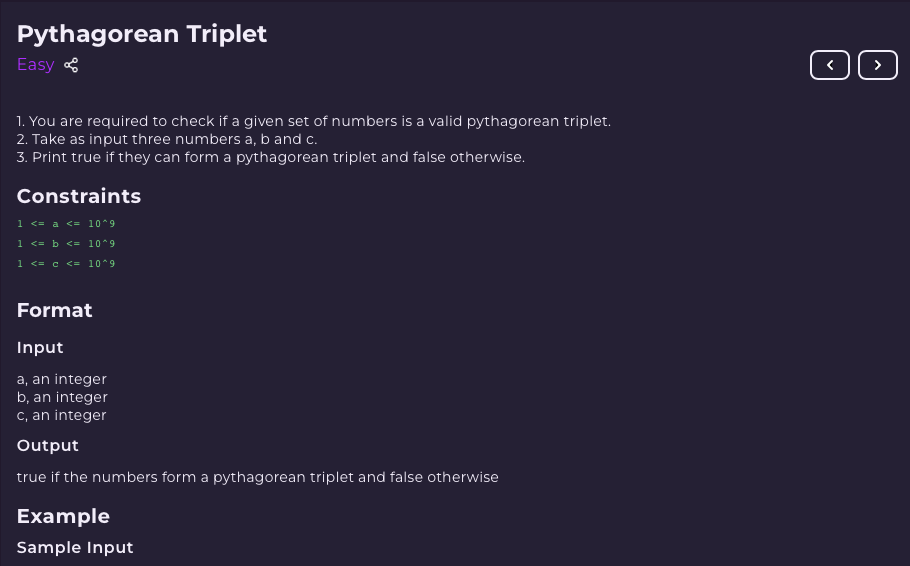 Pythagorean Triplet
Easy
1. You are required to check if a given set of numbers is a valid pythagorean triplet.
2. Take as input three numbers a, b and c.
3. Print true if they can form a pythagorean triplet and false otherwise.
Constraints
1 <= a <= 10^9
1 <= b <= 10^9
1 <= c <= 10^9
Format
Input
a, an integer
b, an integer
c, an integer
Output
true if the numbers form a pythagorean triplet and false otherwise
Example
Sample Input